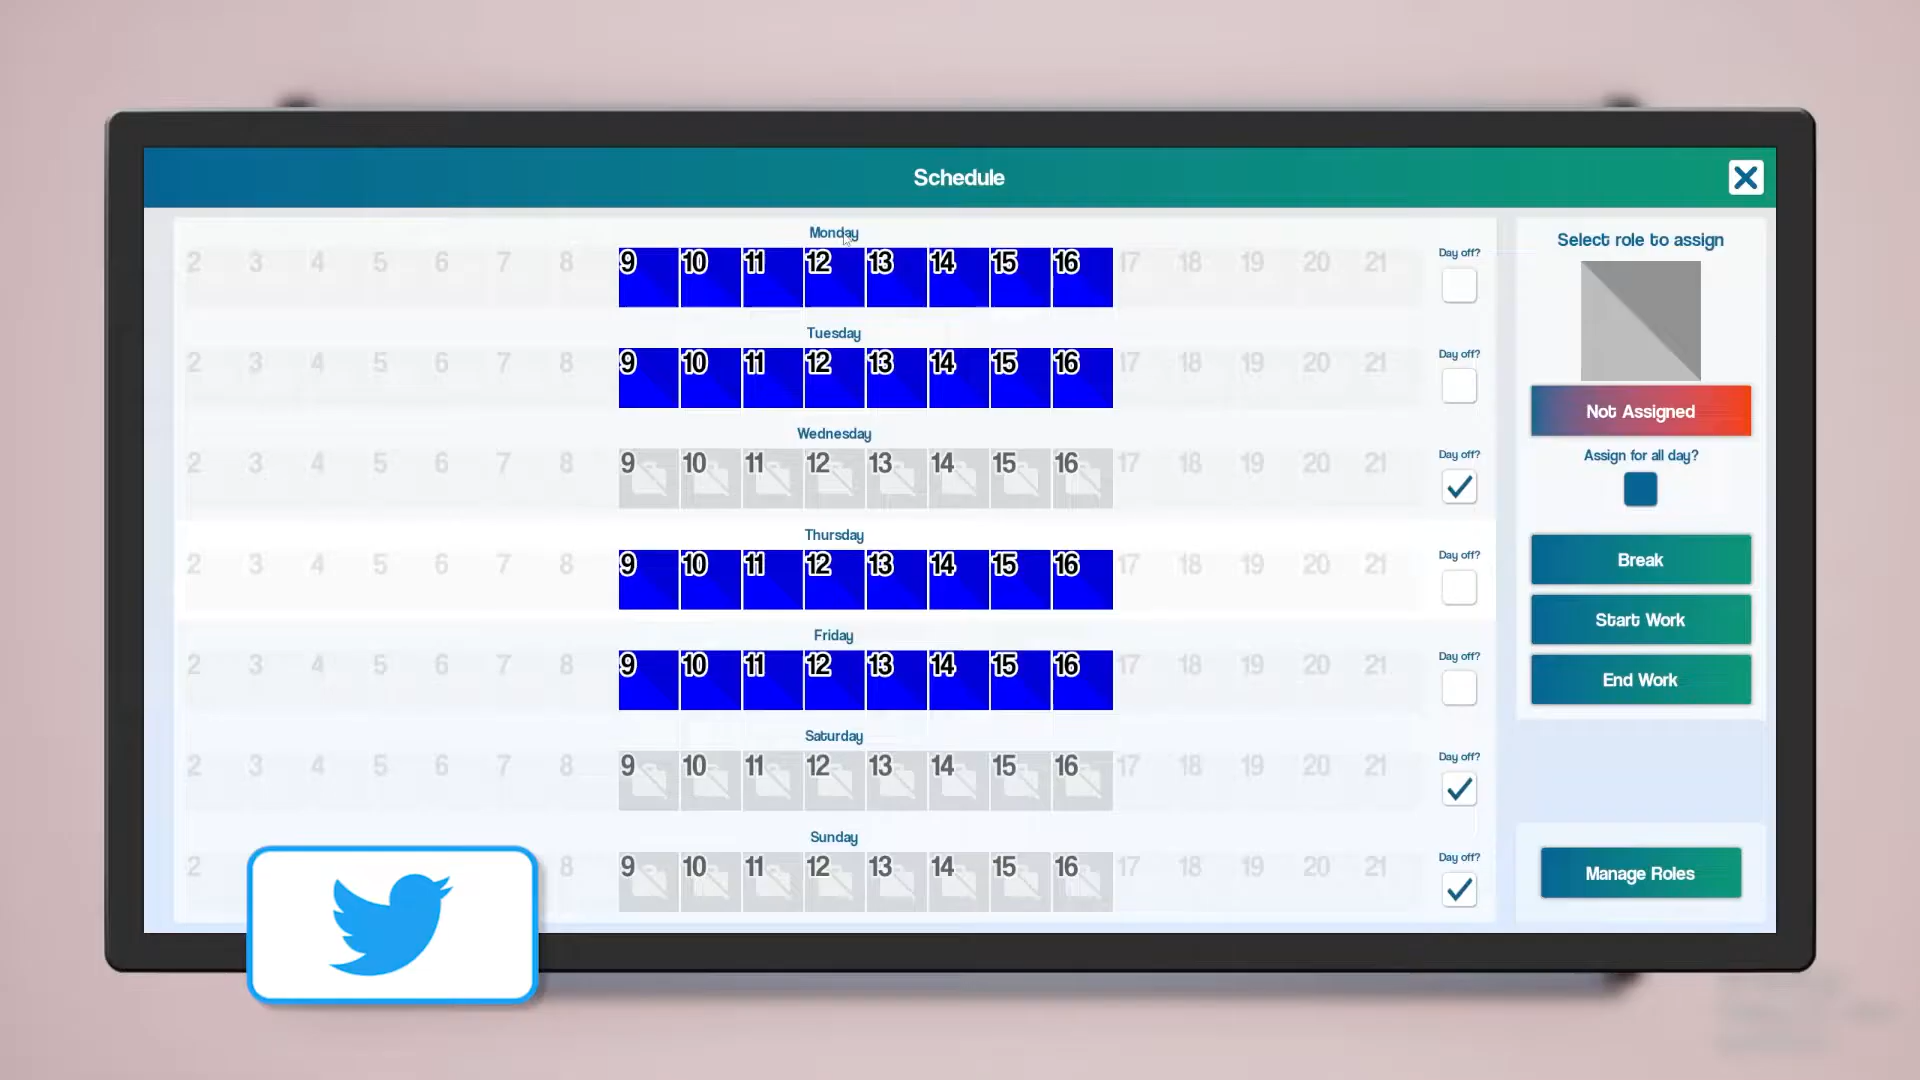 Schedule
Select role to assign
Monday
2 3 4 5 6 7 8 9 10 11 12 13 14 15 16 17 18 19 20 21
Day off?
Tuesday
2 3 4 5 6 7 8 9 10 11 12 13 14 15 16 17 18 19 20 21
Day off?
Not Assigned
Wednesday
2 3 4 5 6 7 8 9 10 11 12 13 14 15 16 17 18 19 20 21
Day off?
Assign for all day?
Thursday
2 3 4 5 6 7 8 9 10 11 12 13 14 15 16 17 18 19 20 21
Day off?
Break
Start Work
Friday
2 3 4 5 6 7 8 9 10 11 12 13 14 15 16 17 18 19 20 21
Day off?
End Work
Saturday
2 3 4 5 6 7 8 9 10 11 12 13 14 15 16 17 18 19 20 21
Day off?
Sunday
2 8 9 10 11 12 13 14 15 16 17 18 19 20 21
Day off?
Manage Roles